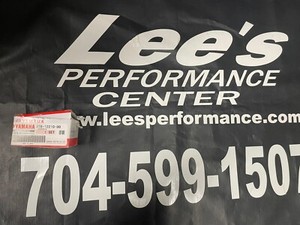 Lee's
PERFORMANCE
CENTER
www.leesperformance.com
YAMAHA
704-599-1507